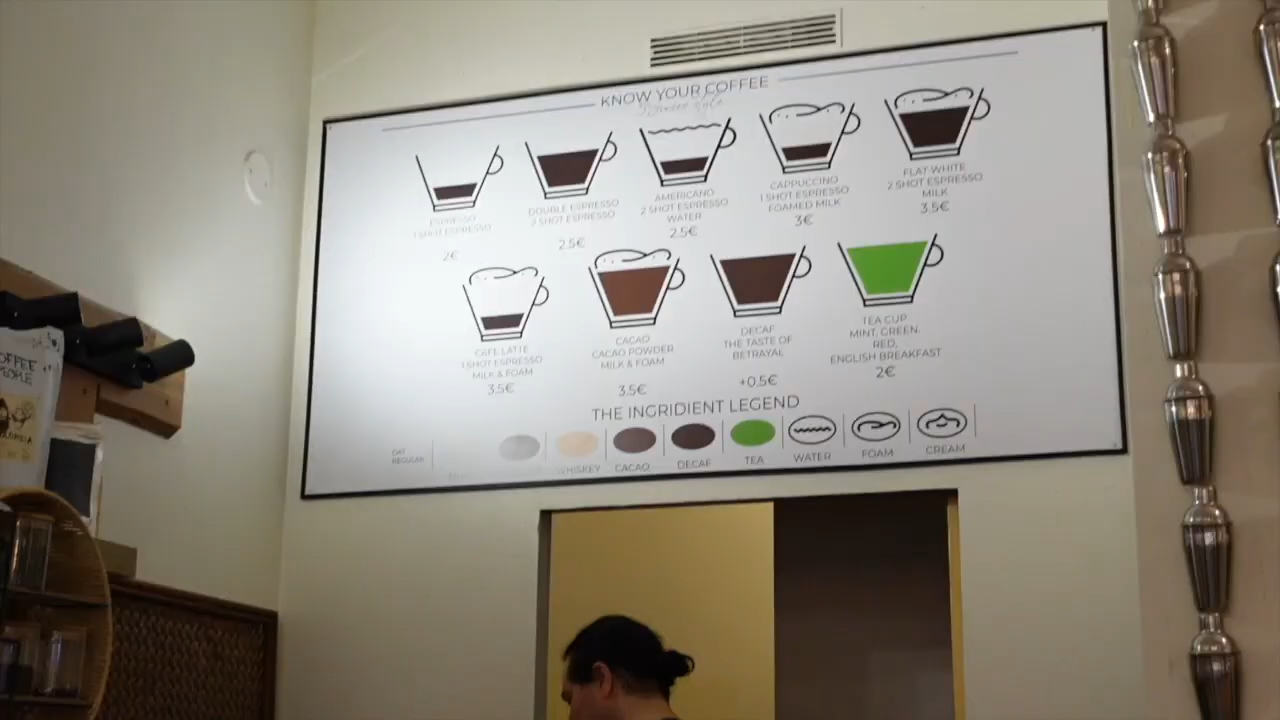 KNOW YOUR COFFEE
ESPRESSO
1 SHOT ESPRESSO
2€
DOUBLE ESPRESSO
2 SHOT ESPRESSO
2.5€
AMERICANO
2 SHOT ESPRESSO
WATER
2.5€
CAPPUCCINO
1 SHOT ESPRESSO
FOAMED MILK
3€
FLAT WHITE
2 SHOT ESPRESSO
MILK
3.5€
CAFE LATTE
1 SHOT ESPRESSO
MILK & FOAM
3.5€
CACAO
CACAO POWDER
MILK & FOAM
3.5€
DECAF
THE TASTE OF
BETRAYAL
+0.5€
TEA CUP
MINT, GREEN,
RED,
ENGLISH BREAKFAST
2€
THE INGRIDIENT LEGEND
OAT
REGULAR
WHISKEY
CACAO
DECAF
TEA
WATER
FOAM
CREAM
COFFEE
PEOPLE